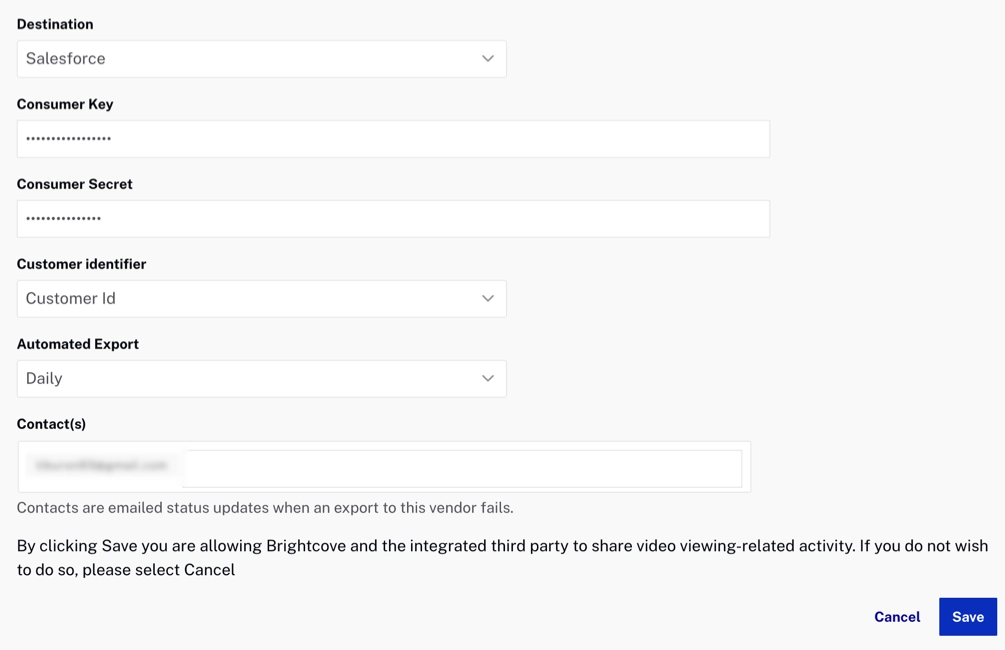 Destination
Salesforce
Consumer Key
•••••••••••••••••
Consumer Secret
•••••••••••••••
Customer identifier
Customer Id
Automated Export
Daily
Contact(s)
Contacts are emailed status updates when an export to this vendor fails.
By clicking Save you are allowing Brightcove and the integrated third party to share video viewing-related activity. If you do not wish
to do so, please select Cancel
Cancel
Save